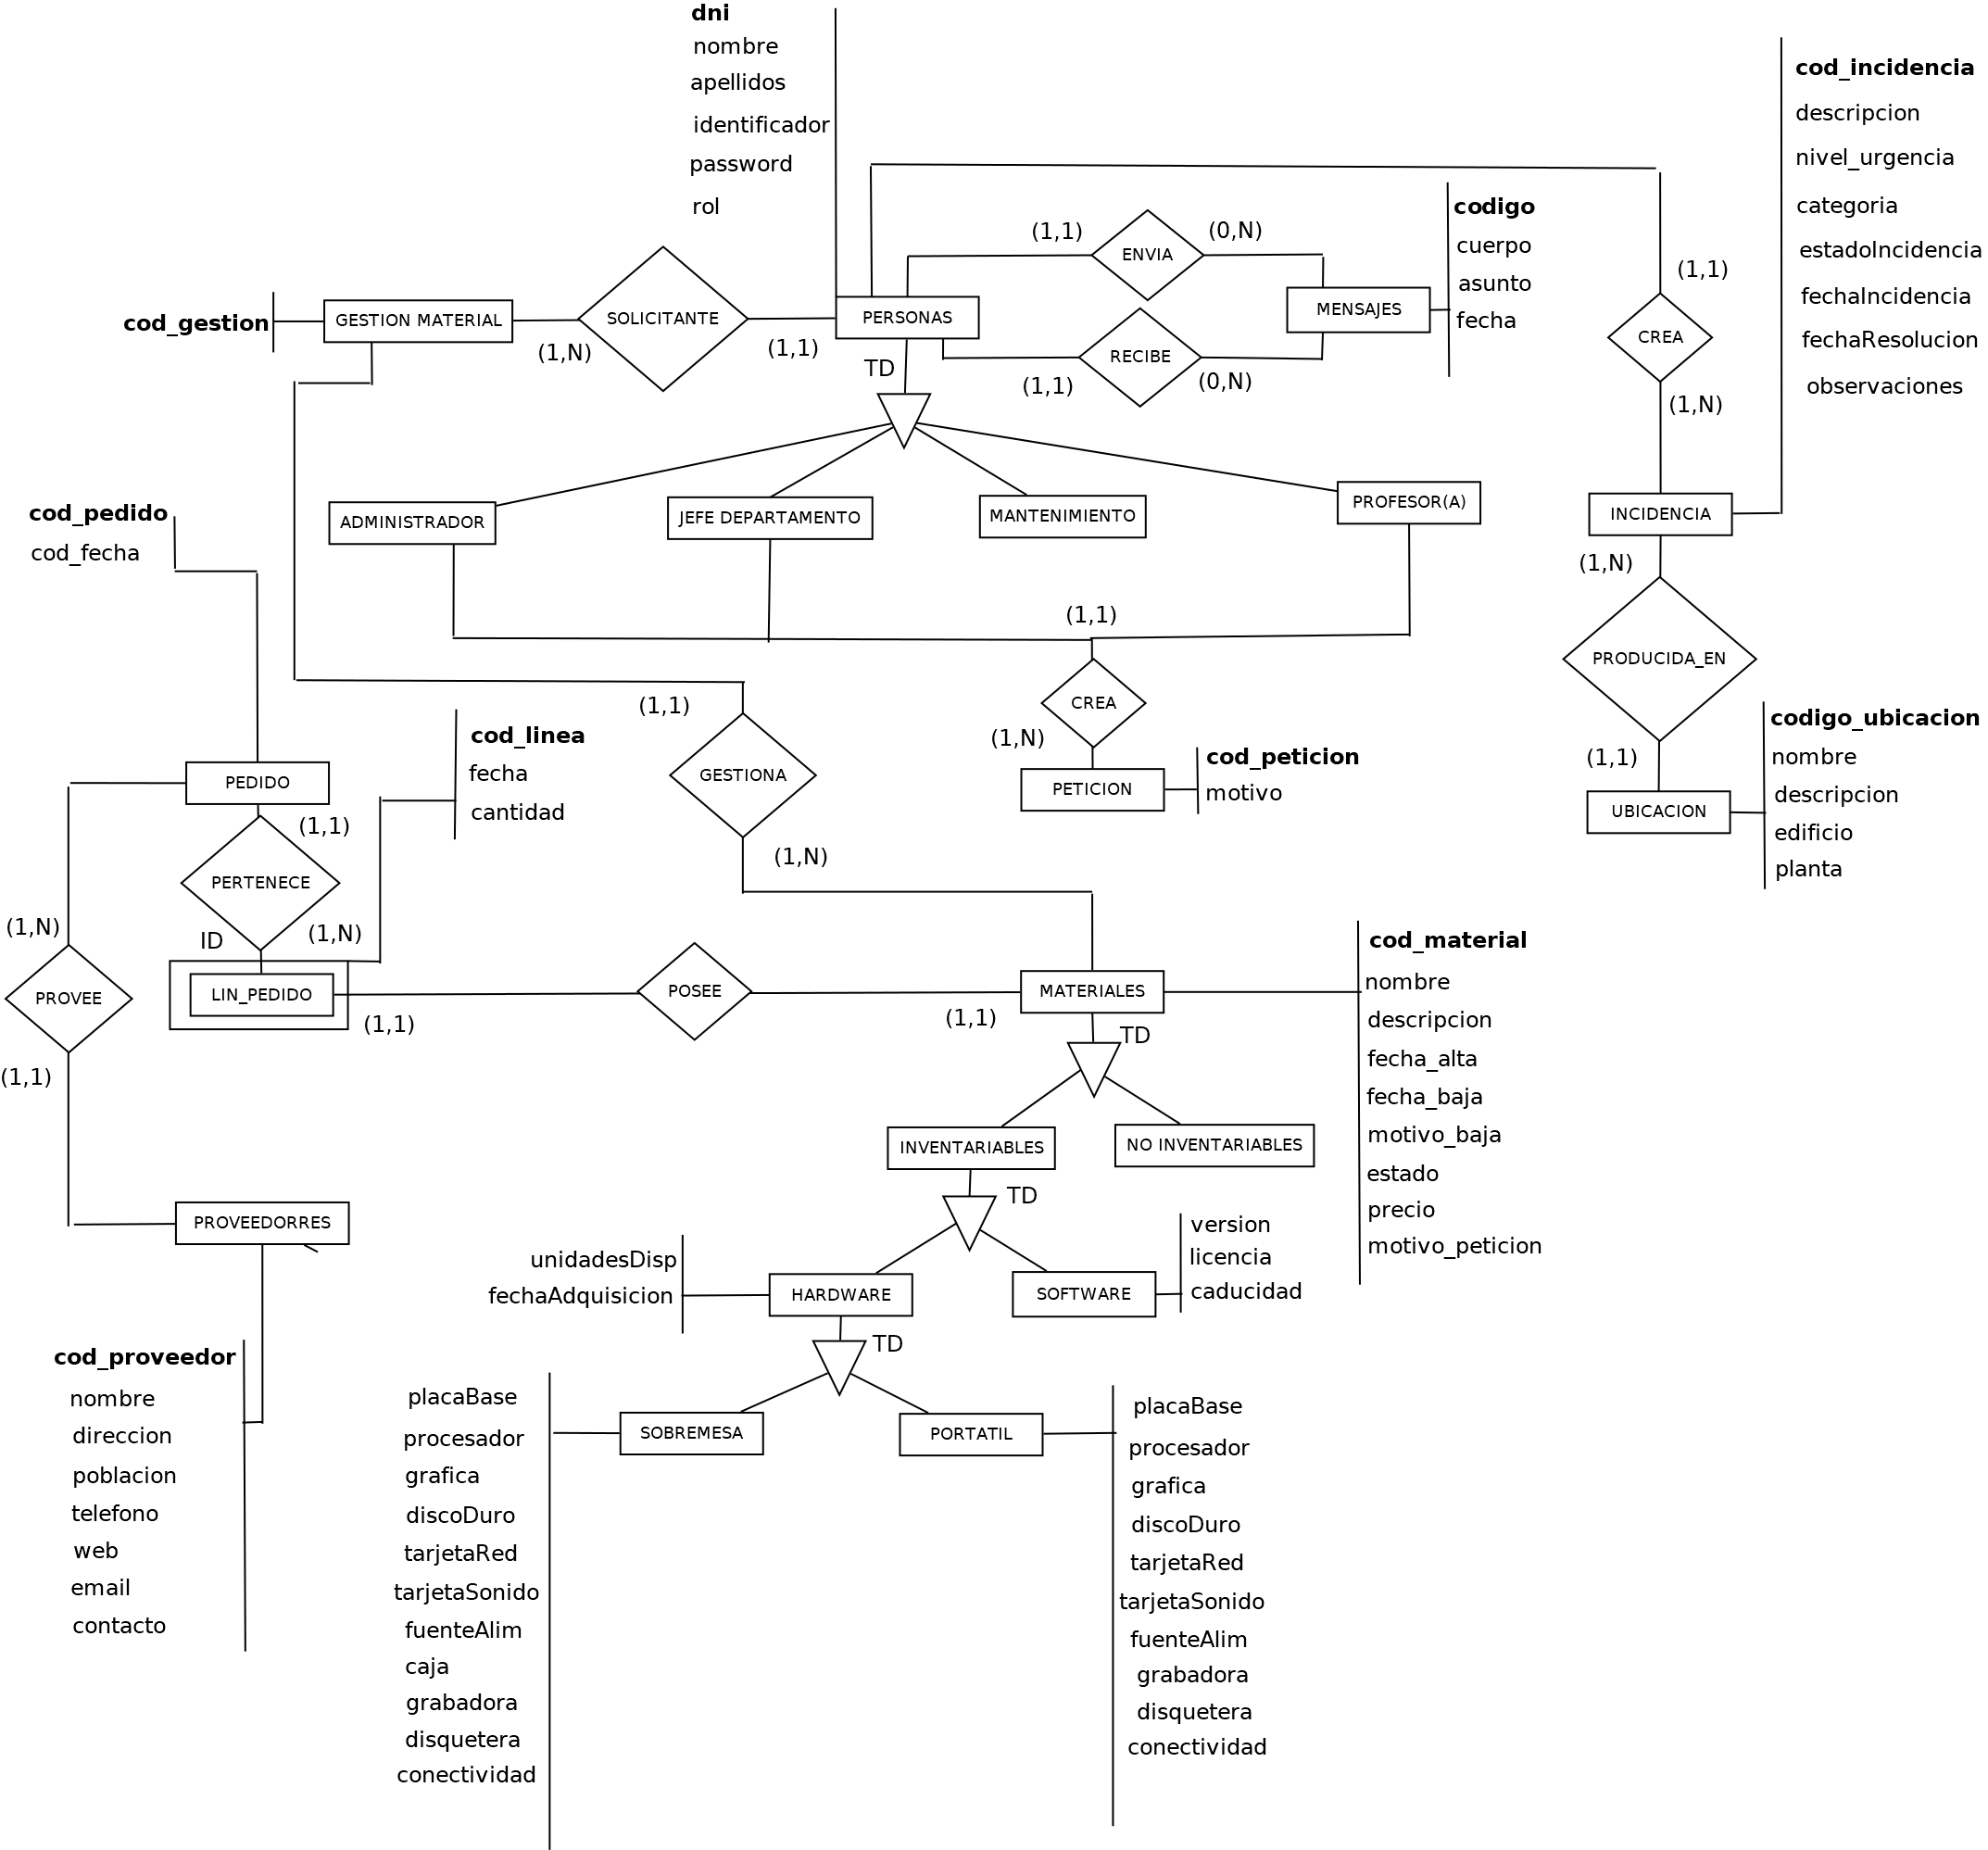 dni
nombre
apellidos
identificador
password
rol
cod_incidencia
descripcion
nivel_urgencia
categoria
estadoIncidencia
fechaIncidencia
fechaResolucion
observaciones
codigo
cuerpo
asunto
fecha
(1,1)
ENVIA
(0,N)
MENSAJES
(1,1)
RECIBE
(0,N)
(1,1)
CREA
(1,N)
cod_gestion
GESTION MATERIAL
(1,N)
SOLICITANTE
(1,1)
PERSONAS
TD
ADMINISTRADOR
JEFE DEPARTAMENTO
MANTENIMIENTO
PROFESOR(A)
INCIDENCIA
(1,N)
PRODUCIDA_EN
(1,1)
UBICACION
codigo_ubicacion
nombre
descripcion
edificio
planta
cod_pedido
cod_fecha
(1,1)
CREA
(1,N)
PETICION
cod_peticion
motivo
(1,1)
GESTIONA
(1,N)
cod_linea
fecha
cantidad
PEDIDO
(1,1)
PERTENECE
ID
(1,N)
LIN_PEDIDO
(1,1)
POSEE
(1,1)
MATERIALES
TD
cod_material
nombre
descripcion
fecha_alta
fecha_baja
motivo_baja
estado
precio
motivo_peticion
(1,N)
PROVEE
(1,1)
PROVEEDORRES
cod_proveedor
nombre
direccion
poblacion
telefono
web
email
contacto
INVENTARIABLES
NO INVENTARIABLES
TD
unidadesDisp
fechaAdquisicion
HARDWARE
SOFTWARE
version
licencia
caducidad
TD
SOBREMESA
PORTATIL
placaBase
procesador
grafica
discoDuro
tarjetaRed
tarjetaSonido
fuenteAlim
caja
grabadora
disquetera
conectividad
placaBase
procesador
grafica
discoDuro
tarjetaRed
tarjetaSonido
fuenteAlim
grabadora
disquetera
conectividad